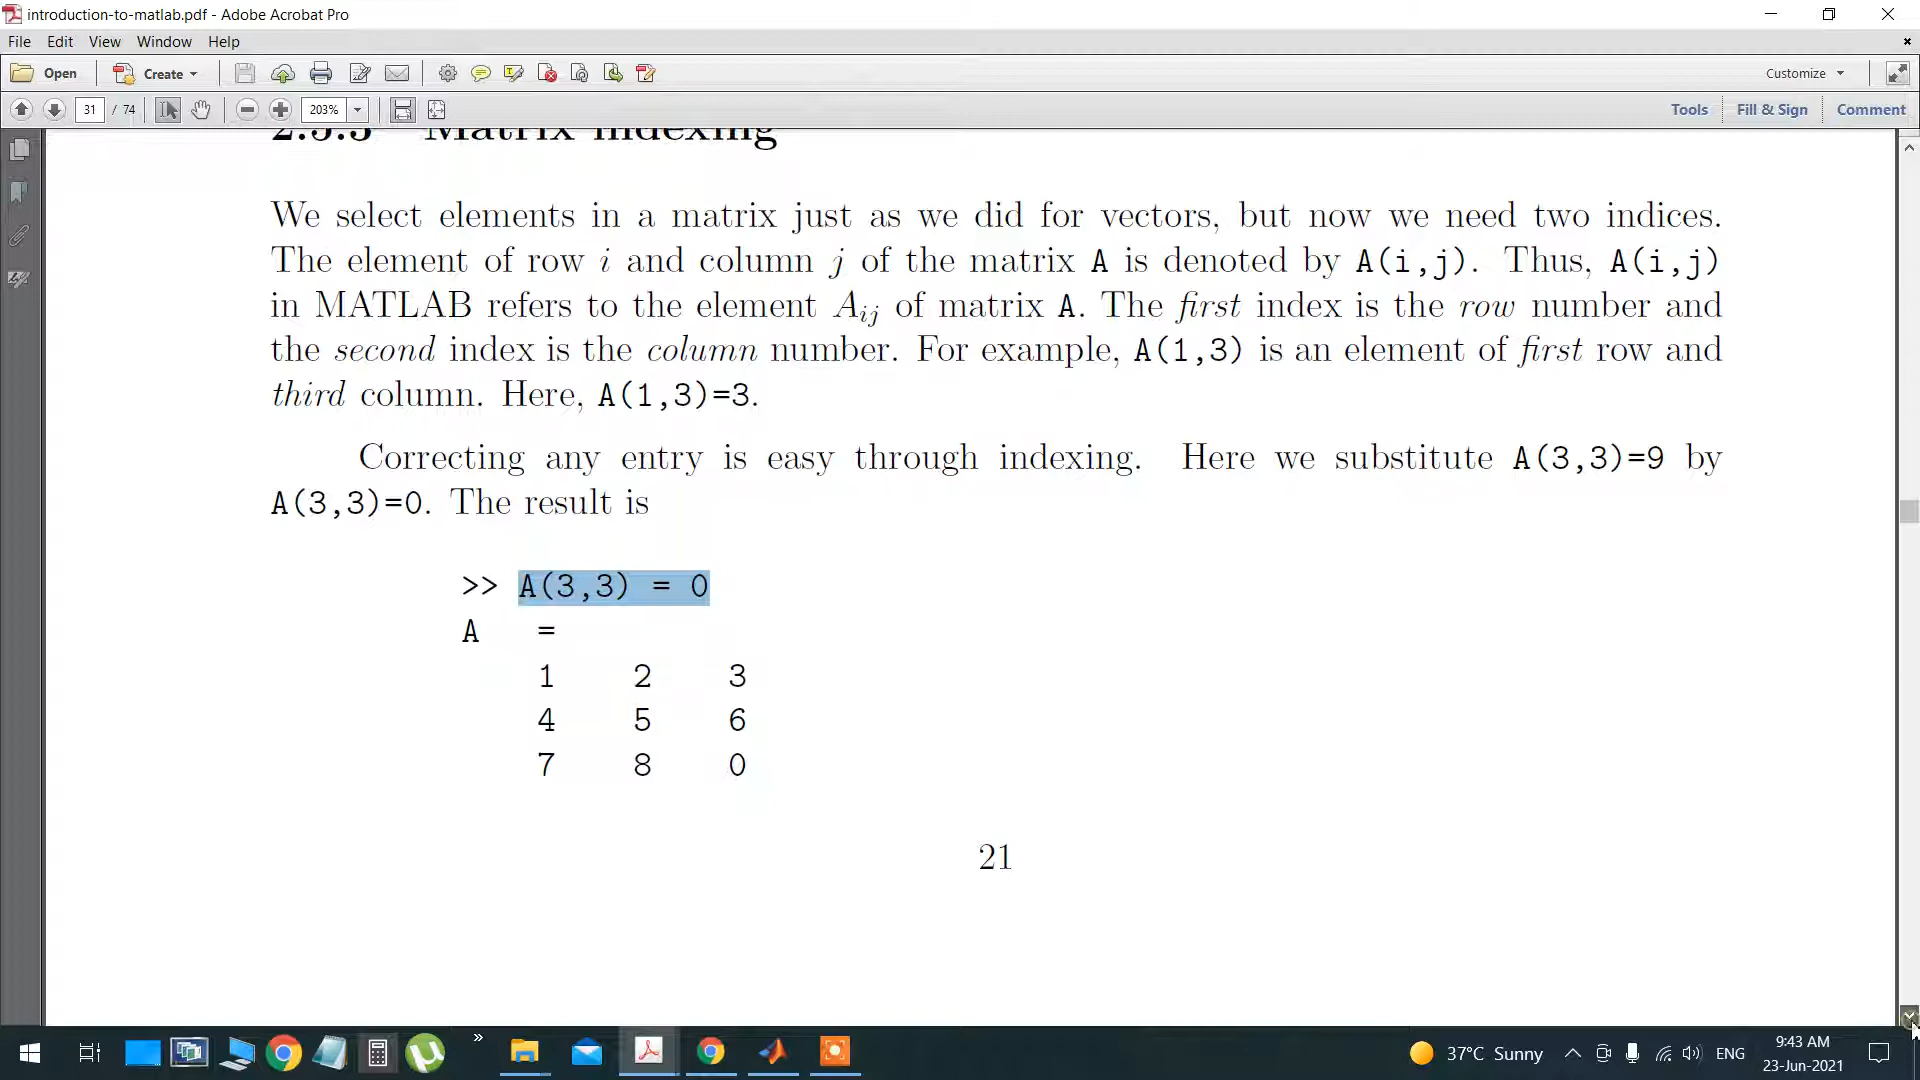 introduction-to-matlab.pdf - Adobe Acrobat Pro
File Edit View Window Help
Open Create Customize
31 / 74 203% Tools Fill & Sign Comment
2.5.3 Matrix indexing
We select elements in a matrix just as we did for vectors, but now we need two indices.
The element of row i and column j of the matrix A is denoted by A(i,j). Thus, A(i,j)
in MATLAB refers to the element Aij of matrix A. The first index is the row number and
the second index is the column number. For example, A(1,3) is an element of first row and
third column. Here, A(1,3)=3.
Correcting any entry is easy through indexing. Here we substitute A(3,3)=9 by
A(3,3)=0. The result is
>> A(3,3) = 0
A =
1 2 3
4 5 6
7 8 0
21
37°C Sunny ENG 9:43 AM
23-Jun-2021